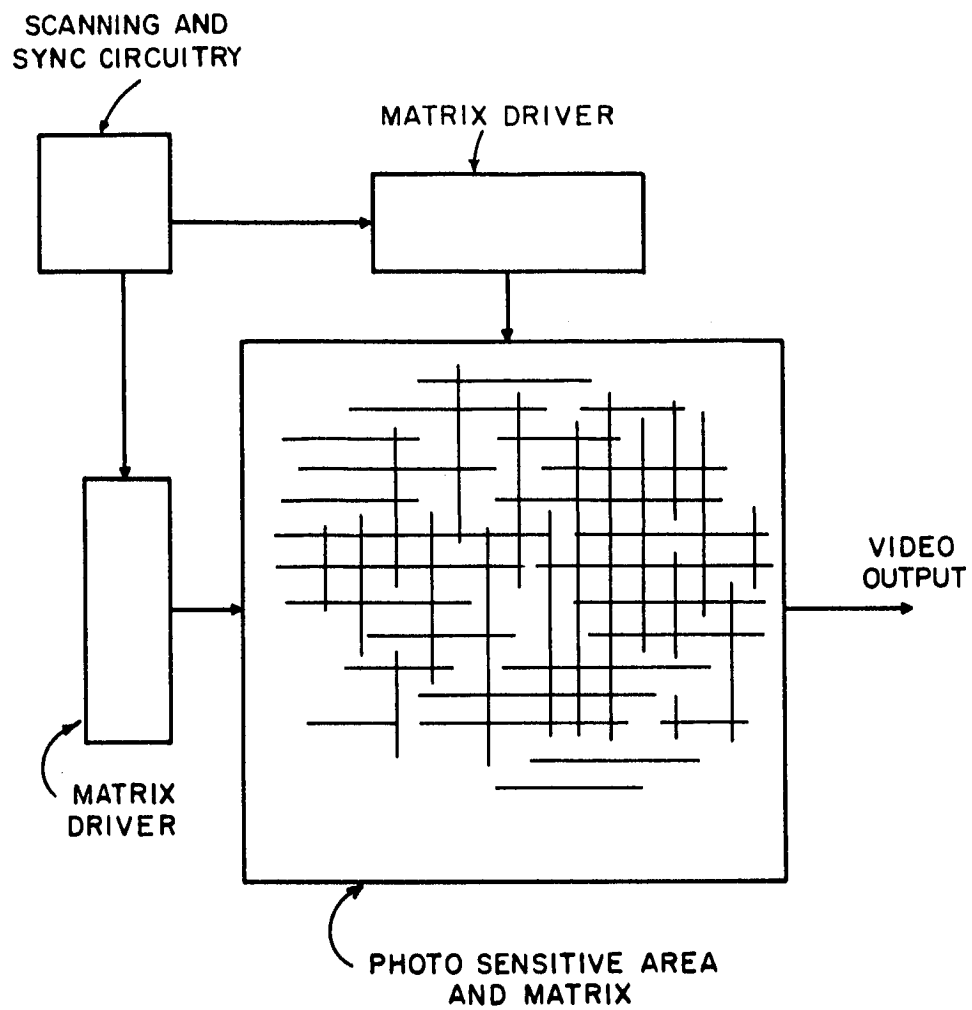 SCANNING AND
SYNC CIRCUITRY
MATRIX DRIVER
VIDEO
OUTPUT
MATRIX
DRIVER
PHOTO SENSITIVE AREA
AND MATRIX